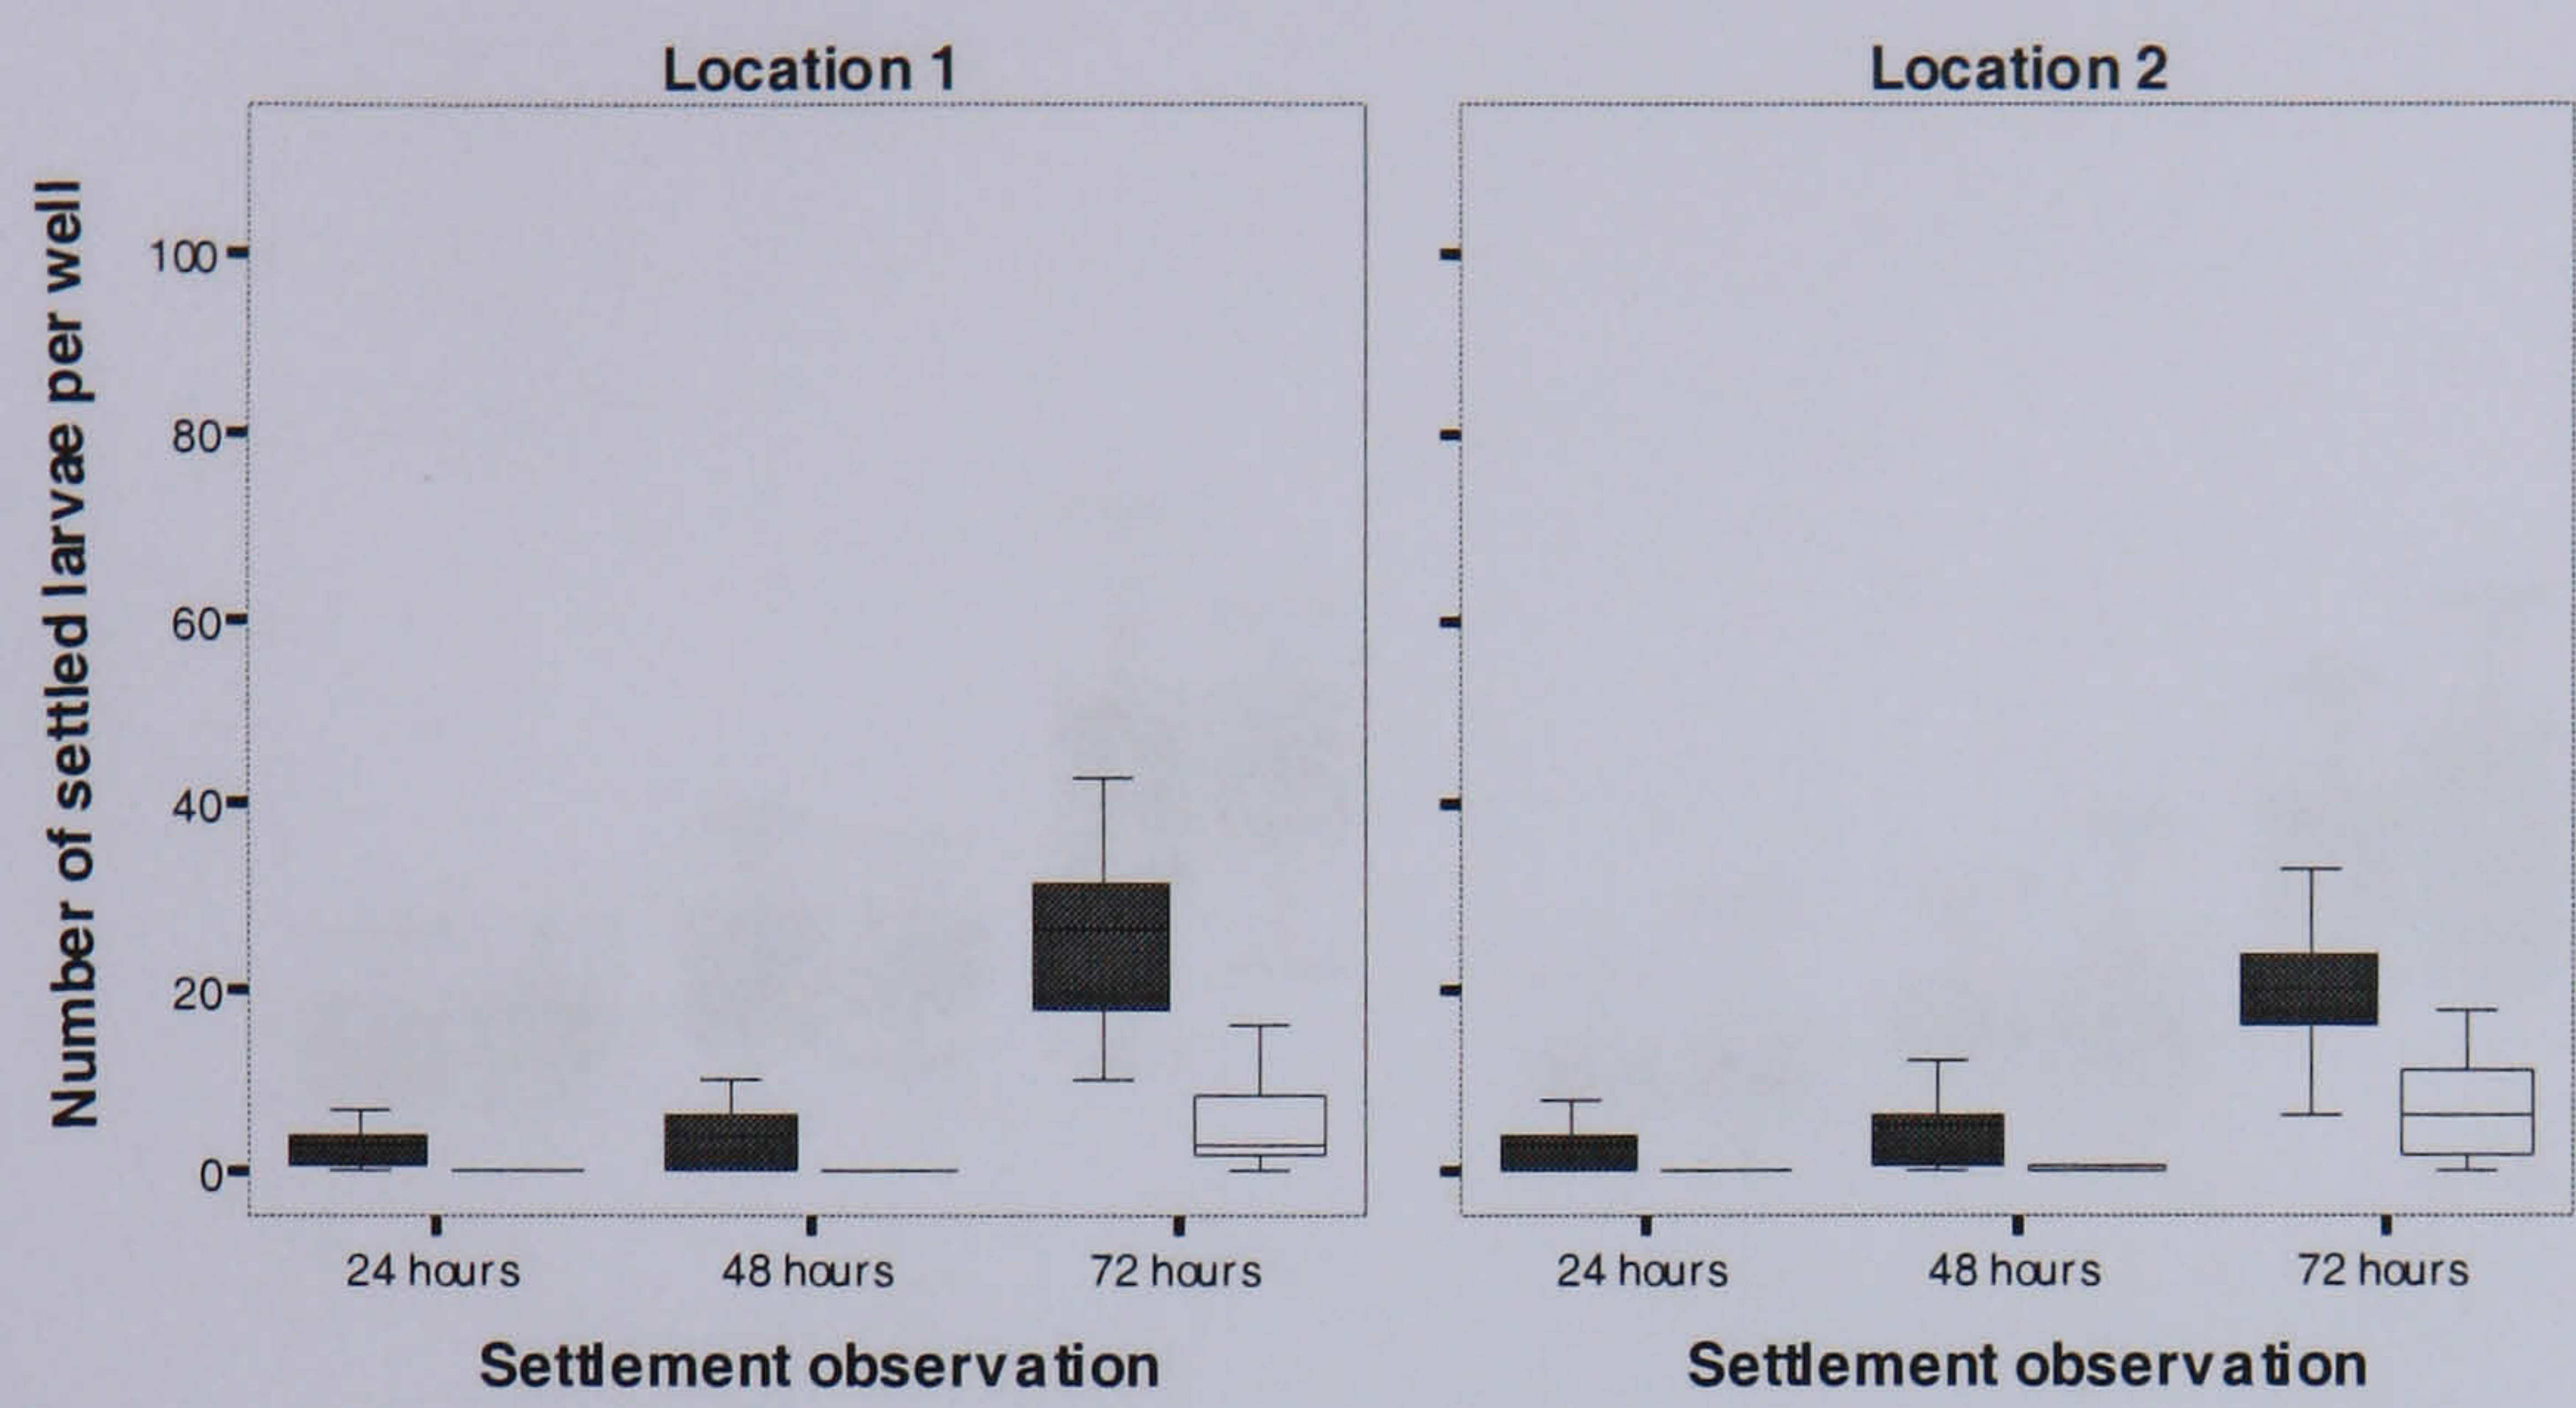 Location 1
Location 2
Number of settled larvae per well
100
80
60
40
20
0
24 hours
48 hours
72 hours
24 hours
48 hours
72 hours
Settlement observation
Settlement observation